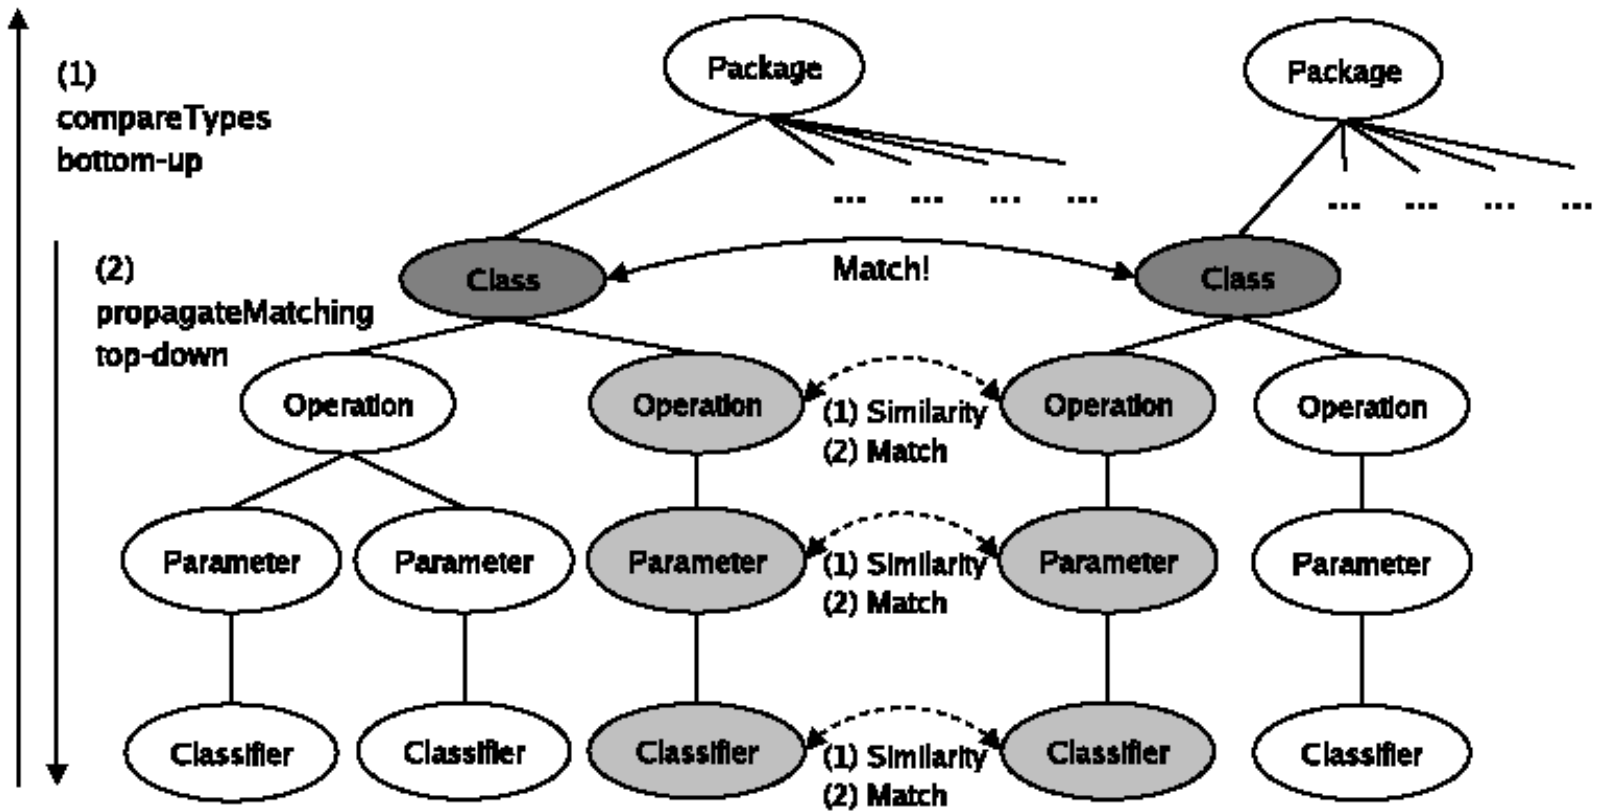 Package
Package
(1)
compareTypes
bottom-up
... ... ... ...
... ... ... ...
(2)
propagateMatching
top-down
Class
Match!
Class
Operation
Operation
(1) Similarity
(2) Match
Operation
Operation
Parameter
Parameter
Parameter
(1) Similarity
(2) Match
Parameter
Parameter
Classifier
Classifier
Classifier
(1) Similarity
(2) Match
Classifier
Classifier